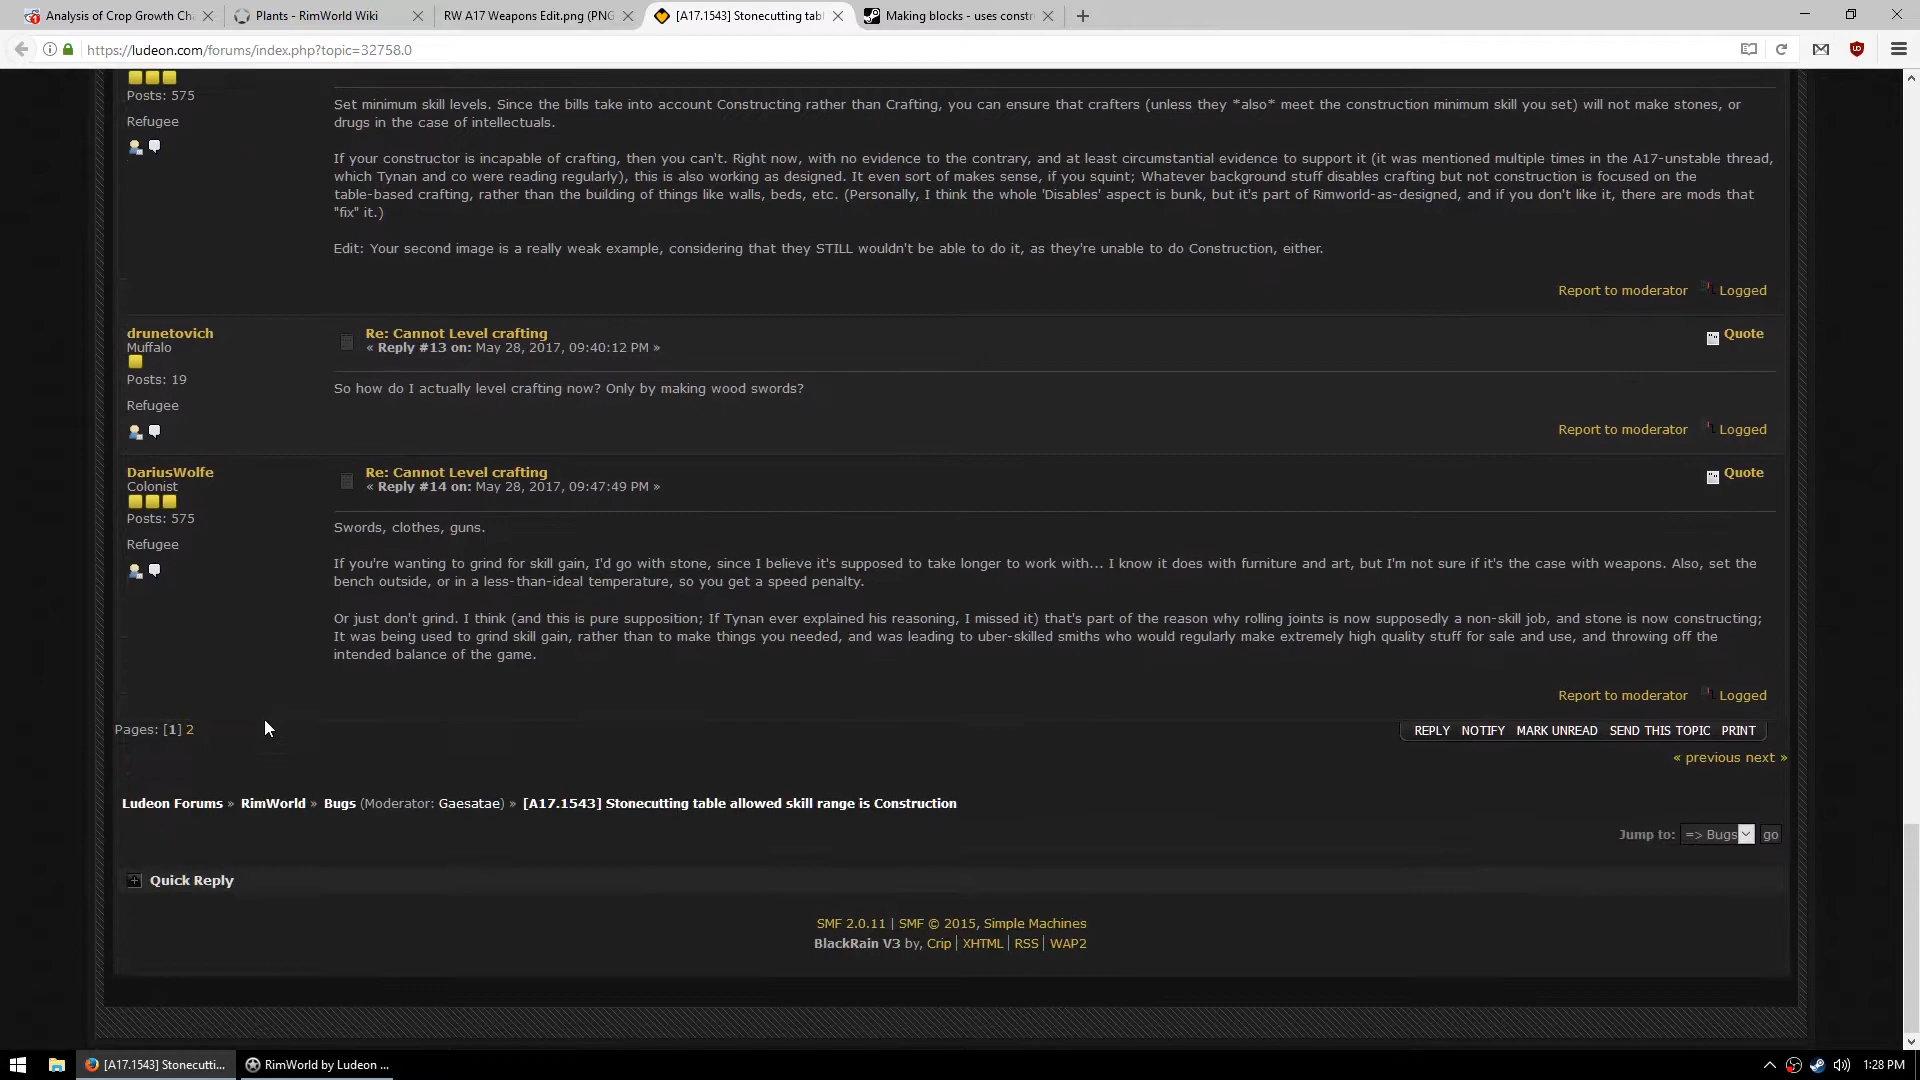 Analysis of Crop Growth Ch
Plants - RimWorld Wiki
RW A17 Weapons Edit.png (PNG
[A17.1543] Stonecutting tabl
Making blocks - uses constr
https://ludeon.com/forums/index.php?topic=32758.0
Posts: 575
Refugee
Set minimum skill levels. Since the bills take into account Constructing rather than Crafting, you can ensure that crafters (unless they *also* meet the construction minimum skill you set) will not make stones, or
drugs in the case of intellectuals.
If your constructor is incapable of crafting, then you can't. Right now, with no evidence to the contrary, and at least circumstantial evidence to support it (it was mentioned multiple times in the A17-unstable thread,
which Tynan and co were reading regularly), this is also working as designed. It even sort of makes sense, if you squint; Whatever background stuff disables crafting but not construction is focused on the
table-based crafting, rather than the building of things like walls, beds, etc. (Personally, I think the whole 'Disables' aspect is bunk, but it's part of Rimworld-as-designed, and if you don't like it, there are mods that
"fix" it.)
Edit: Your second image is a really weak example, considering that they STILL wouldn't be able to do it, as they're unable to do Construction, either.
Report to moderator Logged
drunetovich
Muffalo
Posts: 19
Refugee
Re: Cannot Level crafting
« Reply #13 on: May 28, 2017, 09:40:12 PM »
Quote
So how do I actually level crafting now? Only by making wood swords?
Report to moderator Logged
DariusWolfe
Colonist
Posts: 575
Refugee
Re: Cannot Level crafting
« Reply #14 on: May 28, 2017, 09:47:49 PM »
Quote
Swords, clothes, guns.
If you're wanting to grind for skill gain, I'd go with stone, since I believe it's supposed to take longer to work with... I know it does with furniture and art, but I'm not sure if it's the case with weapons. Also, set the
bench outside, or in a less-than-ideal temperature, so you get a speed penalty.
Or just don't grind. I think (and this is pure supposition; If Tynan ever explained his reasoning, I missed it) that's part of the reason why rolling joints is now supposedly a non-skill job, and stone is now constructing;
It was being used to grind skill gain, rather than to make things you needed, and was leading to uber-skilled smiths who would regularly make extremely high quality stuff for sale and use, and throwing off the
intended balance of the game.
Report to moderator Logged
Pages: [1] 2
REPLY NOTIFY MARK UNREAD SEND THIS TOPIC PRINT
« previous next »
Ludeon Forums » RimWorld » Bugs (Moderator: Gaesatae) » [A17.1543] Stonecutting table allowed skill range is Construction
Jump to: => Bugs go
Quick Reply
SMF 2.0.11 | SMF © 2015, Simple Machines
BlackRain V3 by, Crip | XHTML | RSS | WAP2
[A17.1543] Stonecutti...
RimWorld by Ludeon ...
1:28 PM